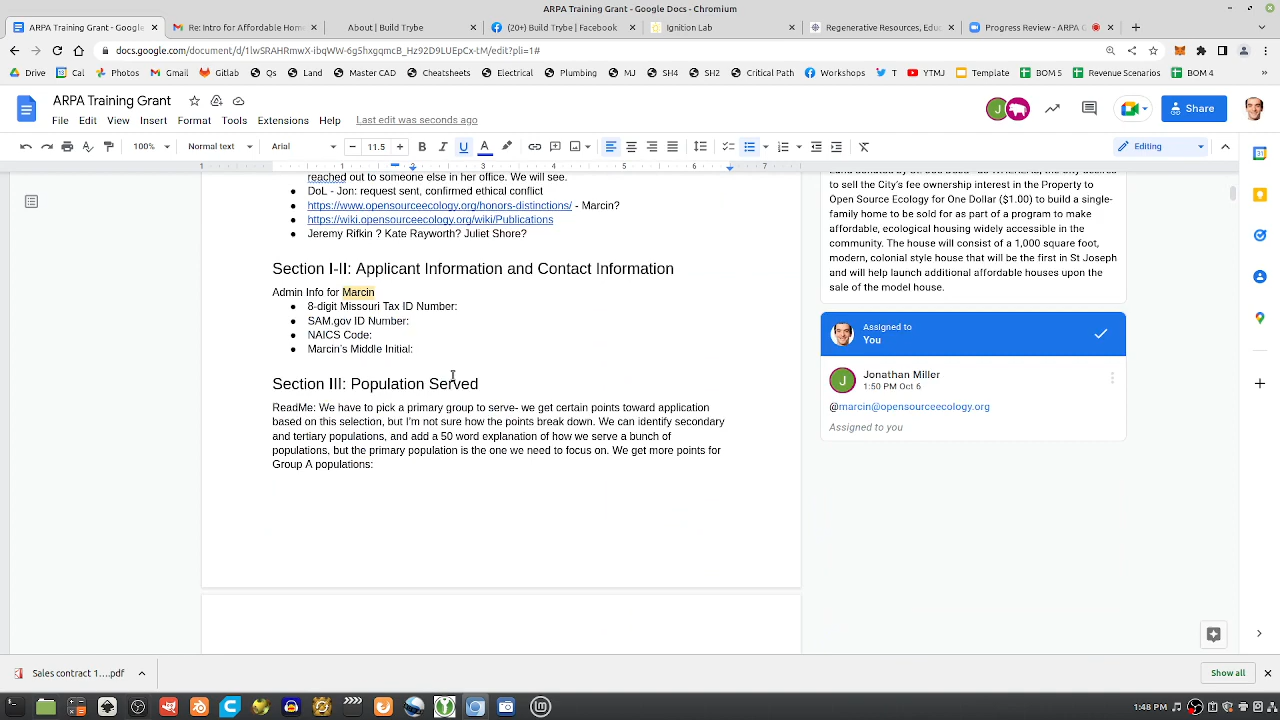 ARPA Training Grant - Google Docs - Chromium
ARPA Training Grant - Goo
Re: Intro For Affordable Hom
About | Build Trybe
(20+) Build Trybe | Facebook
Ignition Lab
Regenerative Resources, Edu
Progress Review - ARPA G
docs.google.com/document/d/1lwSRAHRmwX-ibqWW-6g5hxgqmcB_Hz92D9LUEpCx-tM/edit?pli=1#
Drive
Cal
Photos
Gmail
Gitlab
Qs
Land
Master CAD
Cheatsheets
Electrical
Plumbing
MJ
SH4
SH2
Critical Path
Workshops
T
YTMJ
Template
BOM 5
Revenue Scenarios
BOM 4
ARPA Training Grant
Share
File Edit View Insert Format Tools Extensions Help Last edit was seconds ago
100% Normal text Arial 11.5 Editing
1 1 2 3 4 5 6 7
reached out to someone else in her office. We will see.
DoL - Jon: request sent, confirmed ethical conflict
https://www.opensourceecology.org/honors-distinctions/ - Marcin?
https://wiki.opensourceecology.org/wiki/Publications
Jeremy Rifkin ? Kate Rayworth? Juliet Shore?
Section I-II: Applicant Information and Contact Information
Admin Info for Marcin
8-digit Missouri Tax ID Number:
SAM.gov ID Number:
NAICS Code:
Marcin's Middle Initial:
Section III: Population Served
ReadMe: We have to pick a primary group to serve- we get certain points toward application
based on this selection, but I'm not sure how the points break down. We can identify secondary
and tertiary populations, and add a 50 word explanation of how we serve a bunch of
populations, but the primary population is the one we need to focus on. We get more points for
Group A populations:
to sell the City's fee ownership interest in the Property to
Open Source Ecology for One Dollar ($1.00) to build a single-
family home to be sold for as part of a program to make
affordable, ecological housing widely accessible in the
community. The house will consist of a 1,000 square foot,
modern, colonial style house that will be the first in St Joseph
and will help launch additional affordable houses upon the
sale of the model house.
Assigned to
You
J
Jonathan Miller
1:50 PM Oct 6
@marcin@opensourceecology.org
Assigned to you
Sales contract 1....pdf
Show all
1:48 PM